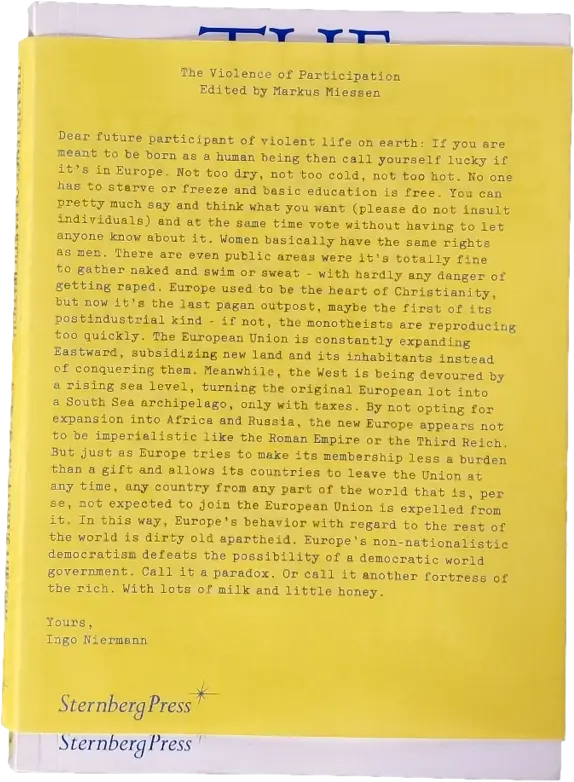 THE
The Violence of Participation
Edited by Markus Miessen
Dear future participant of violent life on earth: If you are
meant to be born as a human being then call yourself lucky if
it's in Europe. Not too dry, not too cold, not too hot. No one
has to starve or freeze and basic education is free. You can
pretty much say and think what you want (please do not insult
individuals) and at the same time vote without having to let
anyone know about it. Women basically have the same rights
as men. There are even public areas were it's totally fine
to gather naked and swim or sweat - with hardly any danger of
getting raped. Europe used to be the heart of Christianity,
but now it's the last pagan outpost, maybe the first of its
postindustrial kind - if not, the monotheists are reproducing
too quickly. The European Union is constantly expanding
Eastward, subsidizing new land and its inhabitants instead
of conquering them. Meanwhile, the West is being devoured by
a rising sea level, turning the original European lot into
a South Sea archipelago, only with taxes. By not opting for
expansion into Africa and Russia, the new Europe appears not
to be imperialistic like the Roman Empire or the Third Reich.
But just as Europe tries to make its membership less a burden
than a gift and allows its countries to leave the Union at
any time, any country from any part of the world that is, per
se, not expected to join the European Union is expelled from
it. In this way, Europe's behavior with regard to the rest of
the world is dirty old apartheid. Europe's non-nationalistic
democratism defeats the possibility of a democratic world
government. Call it a paradox. Or call it another fortress of
the rich. With lots of milk and little honey.
Yours,
Ingo Niermann
SternbergPress
SternbergPress